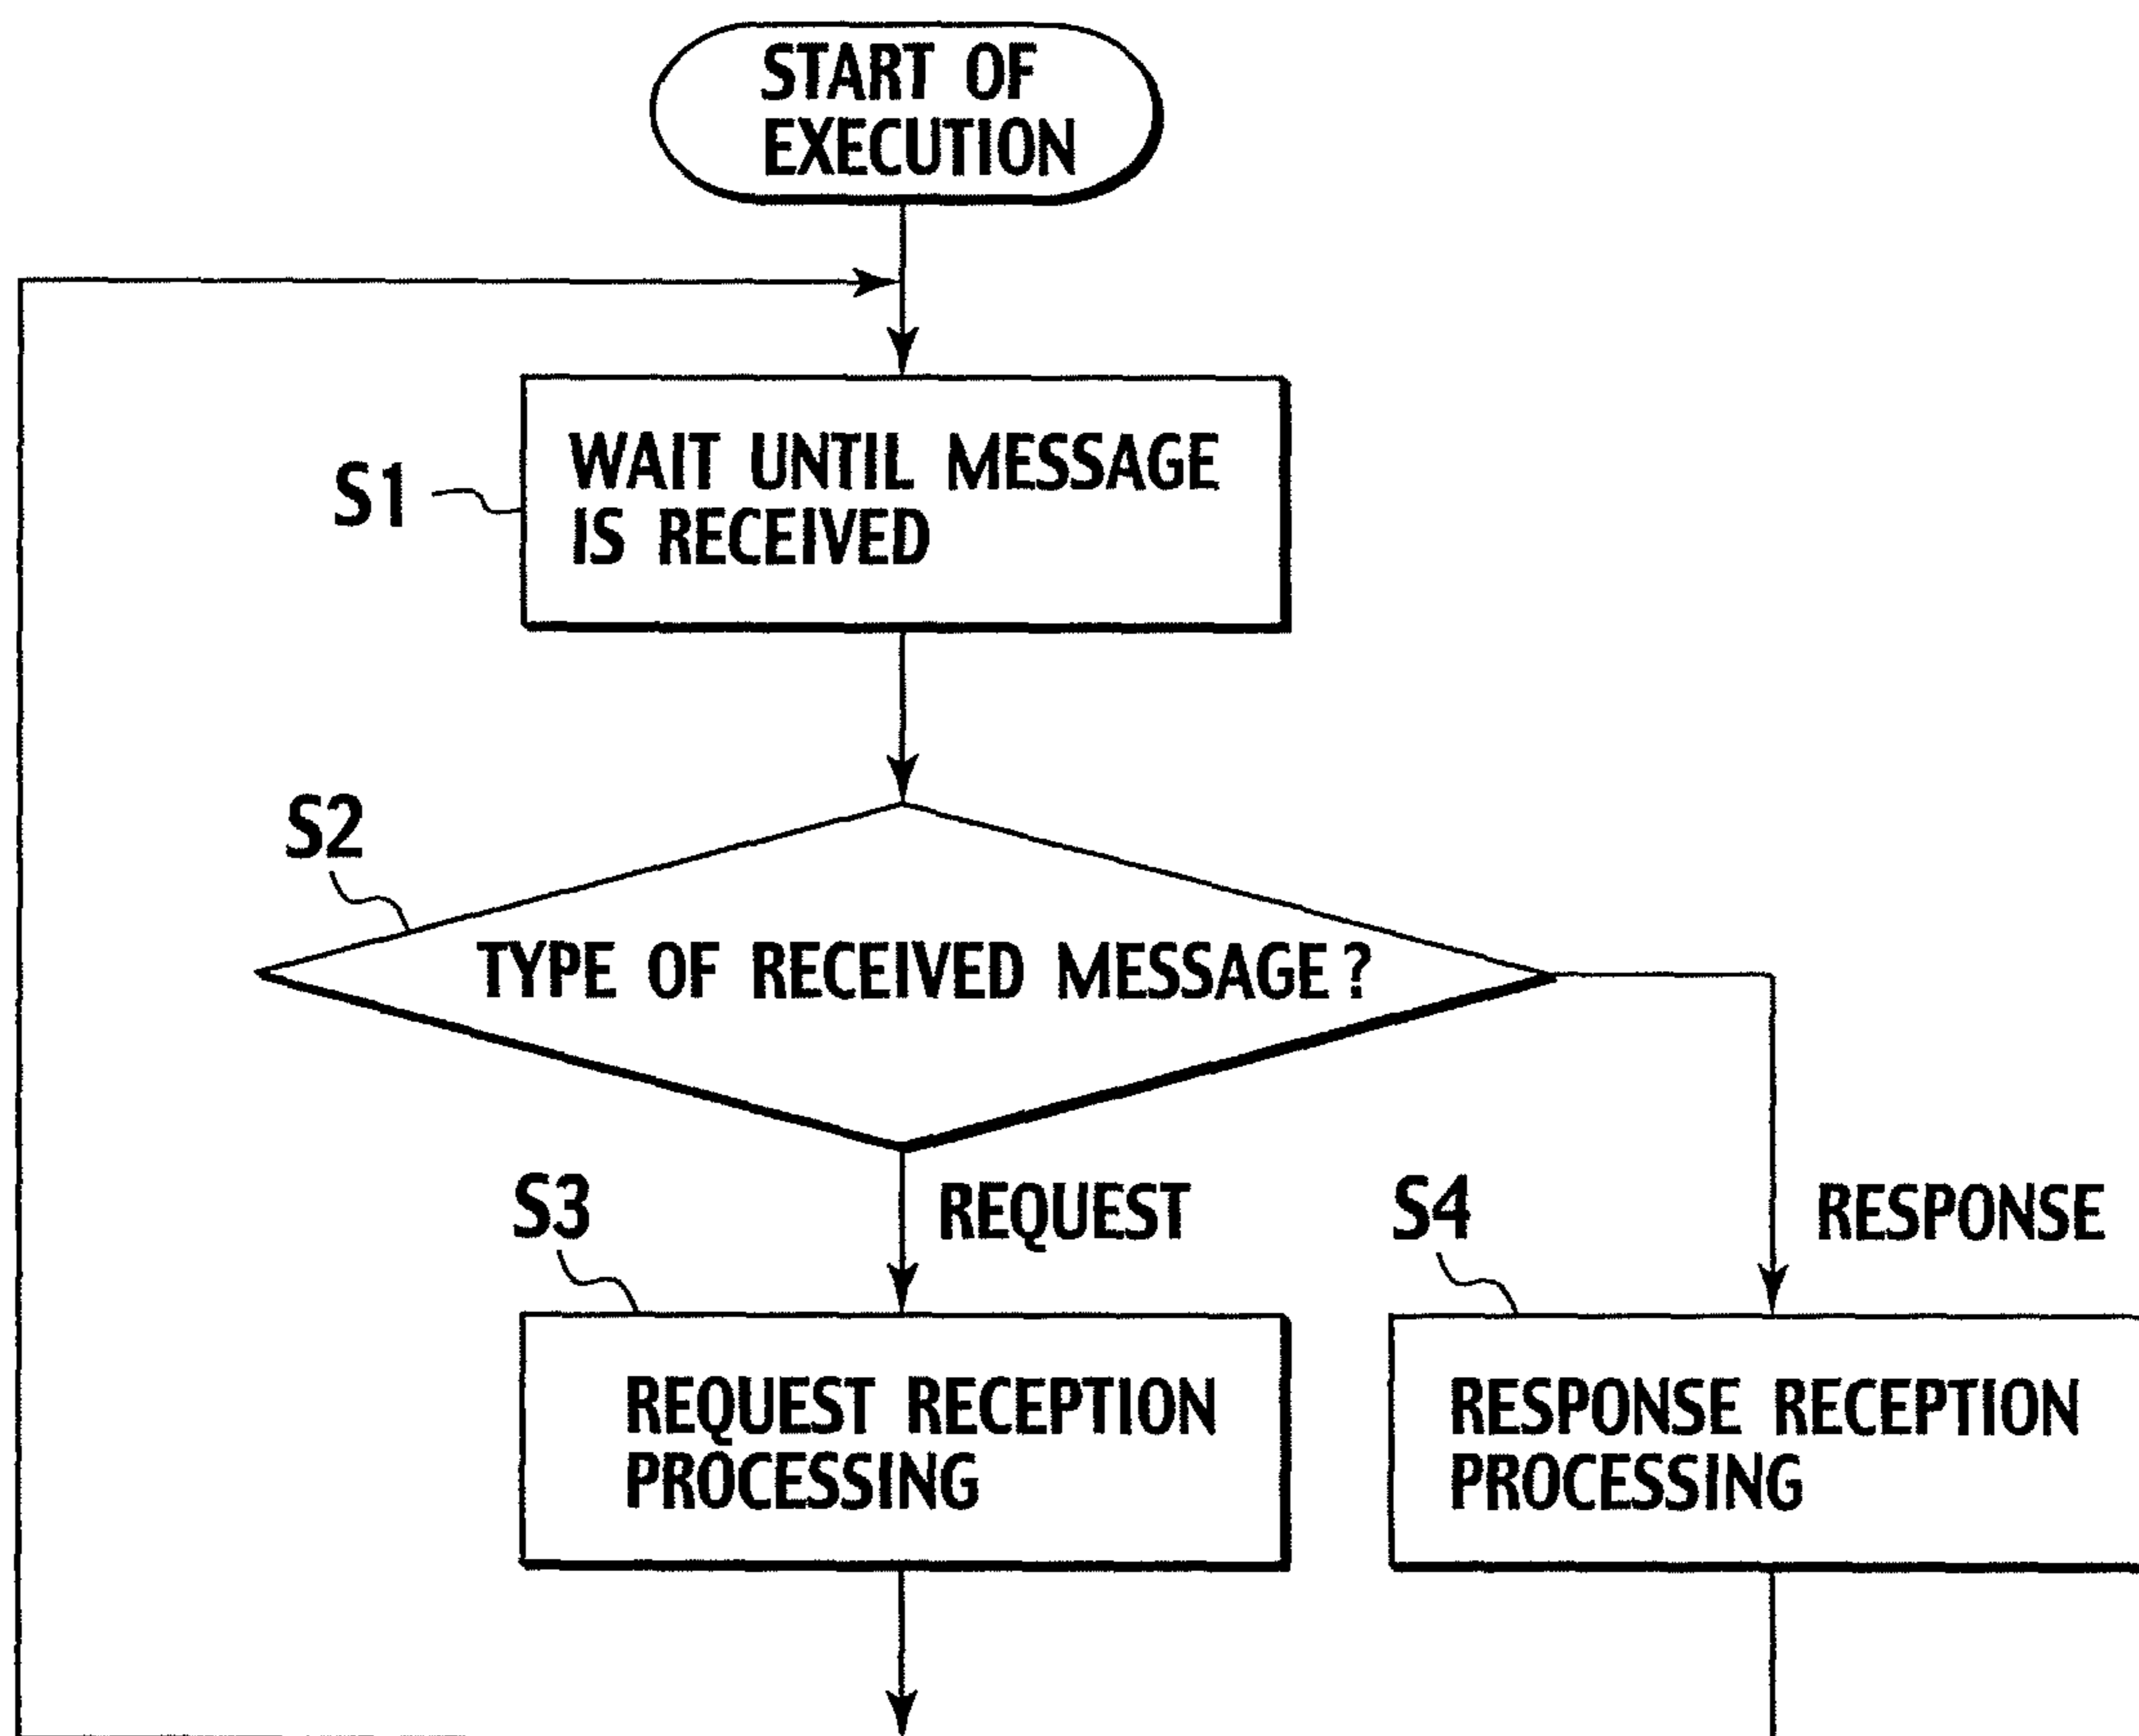 START OF
EXECUTION
S1
WAIT UNTIL MESSAGE
IS RECEIVED
S2
TYPE OF RECEIVED MESSAGE?
S3
REQUEST
S4
RESPONSE
REQUEST RECEPTION
PROCESSING
RESPONSE RECEPTION
PROCESSING